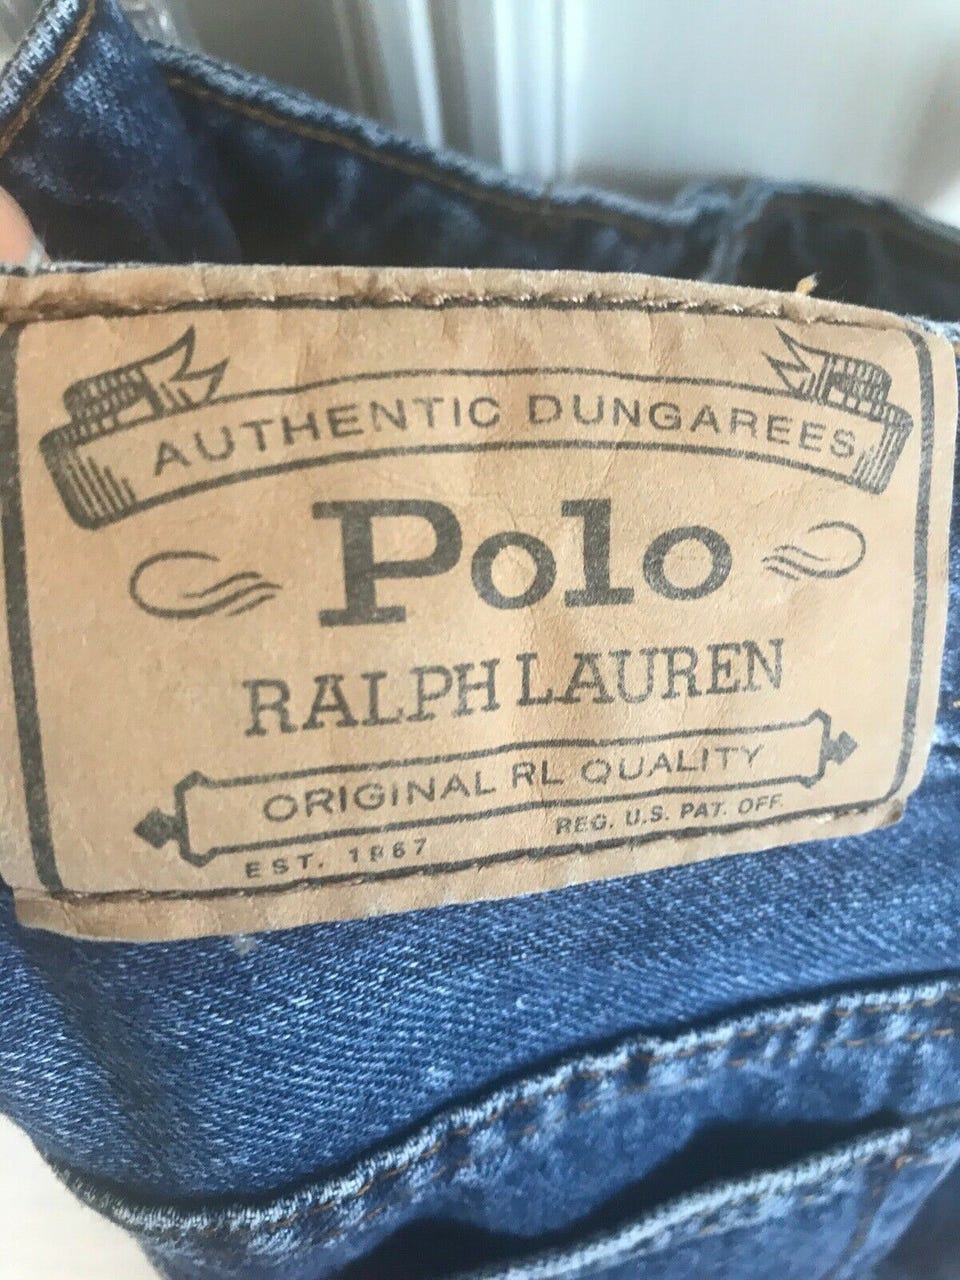 AUTHENTIC DUNGAREES
Polo
RALPH LAUREN
ORIGINAL RL QUALITY
EST. 1967
REG. U.S. PAT. OFF.